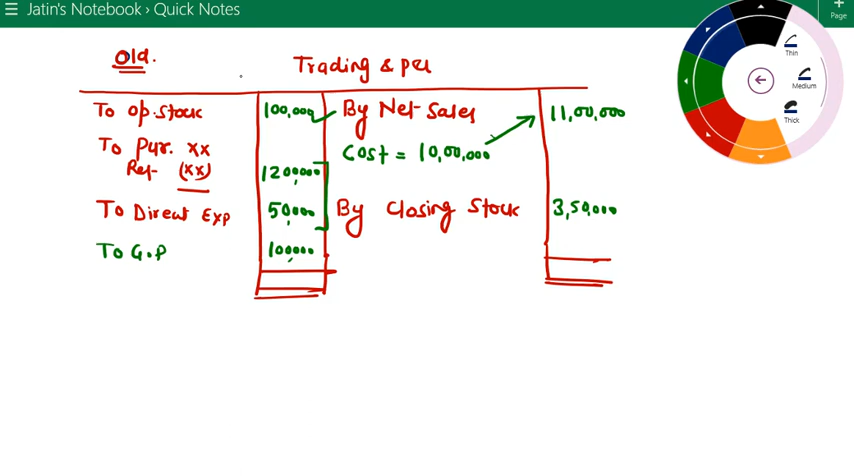 Jatin's Notebook › Quick Notes
Page
Thin
Medium
Thick
Old.
Trading & P&L
To Op. Stock 100,000 By Net Sales 11,00,000
To Pur. xx Cost = 10,00,000
Ret (xx) 1200000
To Direct Exp 50,000 By Closing Stock 3,50,000
To G.P 100000